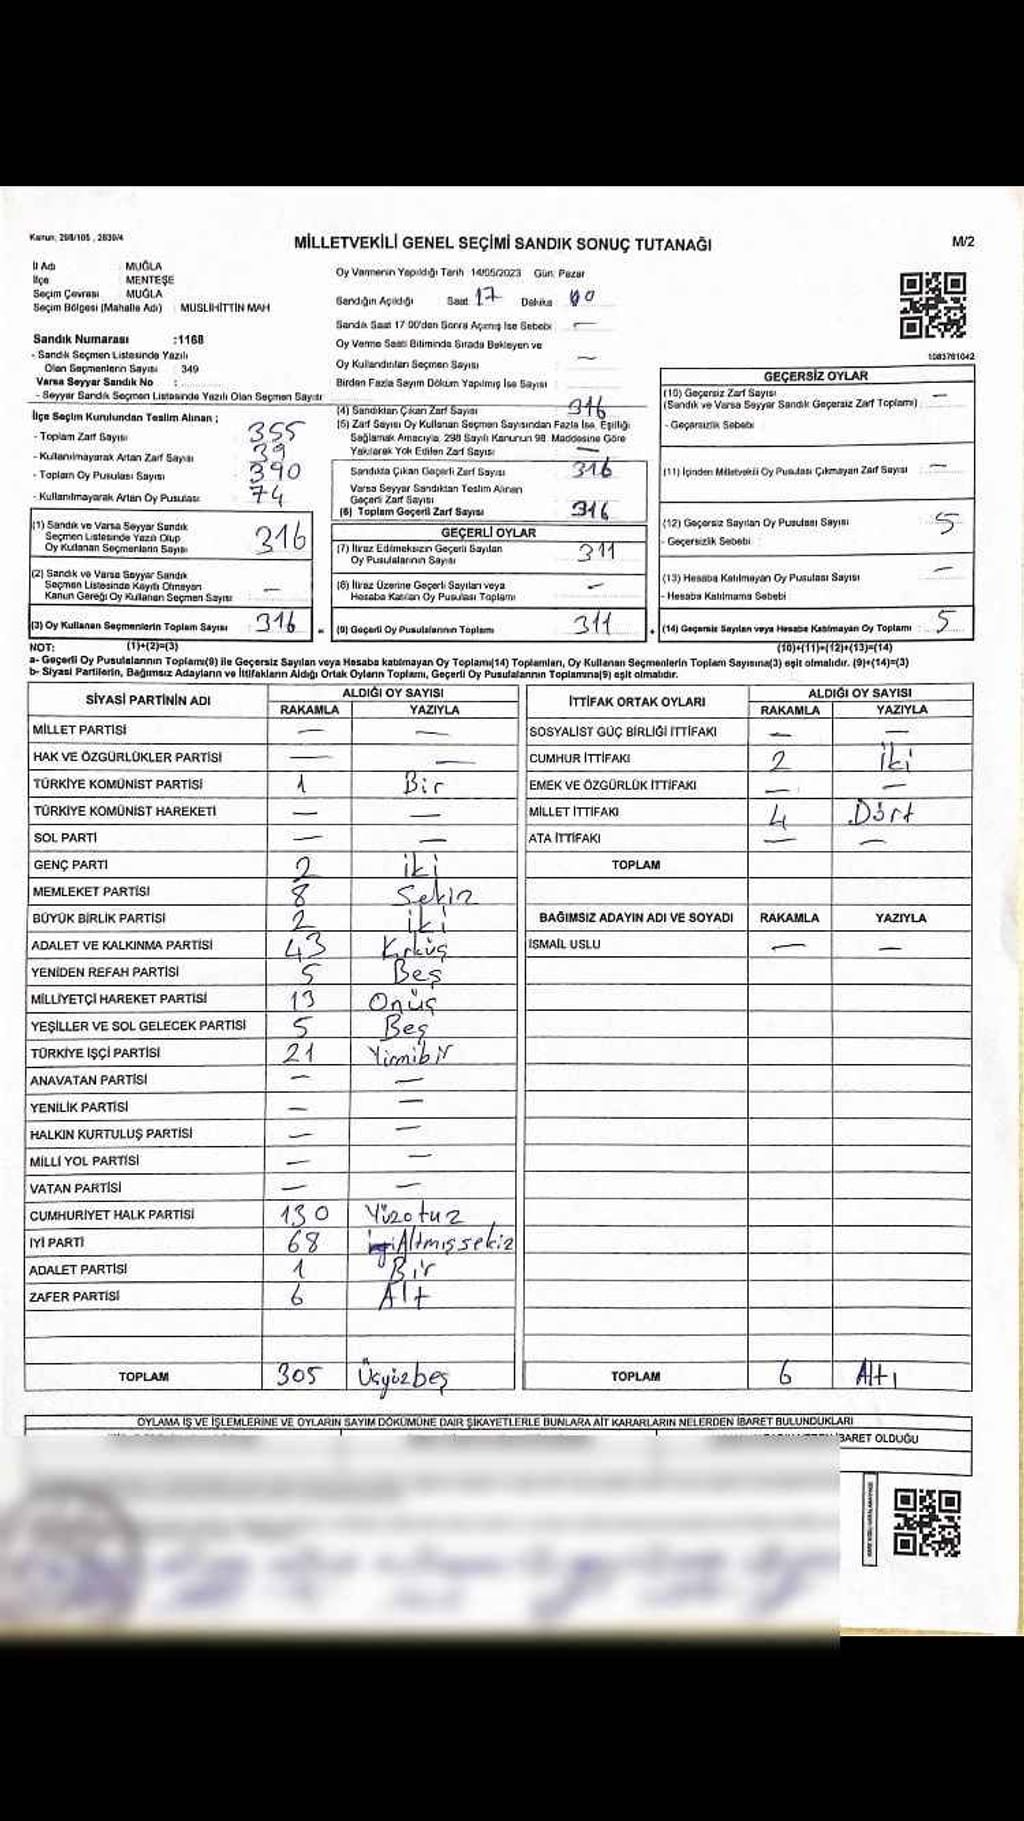 Kanun, 298/105 , 2839/4
MİLLETVEKİLİ GENEL SEÇİMİ SANDIK SONUÇ TUTANAĞI
M/2
İl Adı : MUĞLA
İlçe : MENTEŞE
Seçim Çevresi : MUĞLA
Seçim Bölgesi (Mahalle Adı) : MUSLİHİTTİN MAH
Sandık Numarası :1168
- Sandık Seçmen Listesinde Yazılı
Olan Seçmenlerin Sayısı : 349
Varsa Seyyar Sandık No :
- Seyyar Sandık Seçmen Listesinde Yazılı Olan Seçmen Sayısı :
İlçe Seçim Kurulundan Teslim Alınan ;
- Toplam Zarf Sayısı 355
- Kullanılmayarak Artan Zarf Sayısı 39
- Toplam Oy Pusulası Sayısı 390
- Kullanılmayarak Artan Oy Pusulası 74
(1) Sandık ve Varsa Seyyar Sandık
Seçmen Listesinde Yazılı Olup
Oy Kullanan Seçmenlerin Sayısı 316
(2) Sandık ve Varsa Seyyar Sandık
Seçmen Listesinde Kayıtlı Olmayan
Kanun Gereği Oy Kullanan Seçmen Sayısı : —
(3) Oy Kullanan Seçmenlerin Toplam Sayısı 316
(1)+(2)=(3)
Oy Vermenin Yapıldığı Tarih 14/05/2023 Gün: Pazar
Sandığın Açıldığı Saat 17 Dakika 00
Sandık Saat 17:00'den Sonra Açılmış İse Sebebi : —
Oy Verme Saati Bitiminde Sırada Bekleyen ve
Oy Kullandırılan Seçmen Sayısı : —
Birden Fazla Sayım Döküm Yapılmış İse Sayısı :
(4) Sandıktan Çıkan Zarf Sayısı 316
(5) Zarf Sayısı Oy Kullanan Seçmen Sayısından Fazla İse, Eşitliği
Sağlamak Amacıyla, 298 Sayılı Kanunun 98. Maddesine Göre
Yakılarak Yok Edilen Zarf Sayısı : —
Sandıkta Çıkan Geçerli Zarf Sayısı 316
Varsa Seyyar Sandıktan Teslim Alınan
Geçerli Zarf Sayısı
(6) Toplam Geçerli Zarf Sayısı 316
GEÇERLİ OYLAR
(7) İtiraz Edilmeksizin Geçerli Sayılan
Oy Pusulalarının Sayısı 311
(8) İtiraz Üzerine Geçerli Sayılan veya
Hesaba Katılan Oy Pusulası Toplamı —
(9) Geçerli Oy Pusulalarının Toplamı 311
1083761042
GEÇERSİZ OYLAR
(10) Geçersiz Zarf Sayısı —
(Sandık ve Varsa Seyyar Sandık Geçersiz Zarf Toplamı)
- Geçersizlik Sebebi :
(11) İçinden Milletvekili Oy Pusulası Çıkmayan Zarf Sayısı —
(12) Geçersiz Sayılan Oy Pusulası Sayısı 5
- Geçersizlik Sebebi :
(13) Hesaba Katılmayan Oy Pusulası Sayısı —
- Hesaba Katılmama Sebebi :
(14) Geçersiz Sayılan veya Hesaba Katılmayan Oy Toplamı 5
(10)+(11)+(12)+(13)=(14)
NOT:
a- Geçerli Oy Pusulalarının Toplamı(9) ile Geçersiz Sayılan veya Hesaba katılmayan Oy Toplamı(14) Toplamları, Oy Kullanan Seçmenlerin Toplam Sayısına(3) eşit olmalıdır. (9)+(14)=(3)
b- Siyasi Partilerin, Bağımsız Adayların ve İttifakların Aldığı Ortak Oyların Toplamı, Geçerli Oy Pusulalarının Toplamına(9) eşit olmalıdır.
SİYASİ PARTİNİN ADI ALDIĞI OY SAYISI
RAKAMLA YAZIYLA
MİLLET PARTİSİ — —
HAK VE ÖZGÜRLÜKLER PARTİSİ — —
TÜRKİYE KOMÜNİST PARTİSİ 1 Bir
TÜRKİYE KOMÜNİST HAREKETİ — —
SOL PARTİ — —
GENÇ PARTİ 2 iki
MEMLEKET PARTİSİ 8 Sekiz
BÜYÜK BİRLİK PARTİSİ 2 iki
ADALET VE KALKINMA PARTİSİ 43 Kırküç
YENİDEN REFAH PARTİSİ 5 Beş
MİLLİYETÇİ HAREKET PARTİSİ 13 Onüç
YEŞİLLER VE SOL GELECEK PARTİSİ 5 Beş
TÜRKİYE İŞÇİ PARTİSİ 21 Yirmibir
ANAVATAN PARTİSİ — —
YENİLİK PARTİSİ — —
HALKIN KURTULUŞ PARTİSİ — —
MİLLİ YOL PARTİSİ — —
VATAN PARTİSİ — —
CUMHURİYET HALK PARTİSİ 130 Yüzotuz
İYİ PARTİ 68 Altmışsekiz
ADALET PARTİSİ 1 Bir
ZAFER PARTİSİ 6 Altı
TOPLAM 305 Üçyüzbeş
İTTİFAK ORTAK OYLARI ALDIĞI OY SAYISI
RAKAMLA YAZIYLA
SOSYALİST GÜÇ BİRLİĞİ İTTİFAKI — —
CUMHUR İTTİFAKI 2 iki
EMEK VE ÖZGÜRLÜK İTTİFAKI — —
MİLLET İTTİFAKI 4 Dört
ATA İTTİFAKI — —
TOPLAM
BAĞIMSIZ ADAYIN ADI VE SOYADI RAKAMLA YAZIYLA
İSMAİL USLU — —
TOPLAM 6 Altı
OYLAMA İŞ VE İŞLEMLERİNE VE OYLARIN SAYIM DÖKÜMÜNE DAİR ŞİKAYETLERLE BUNLARA AİT KARARLARIN NELERDEN İBARET BULUNDUKLARI
İBARET OLDUĞU